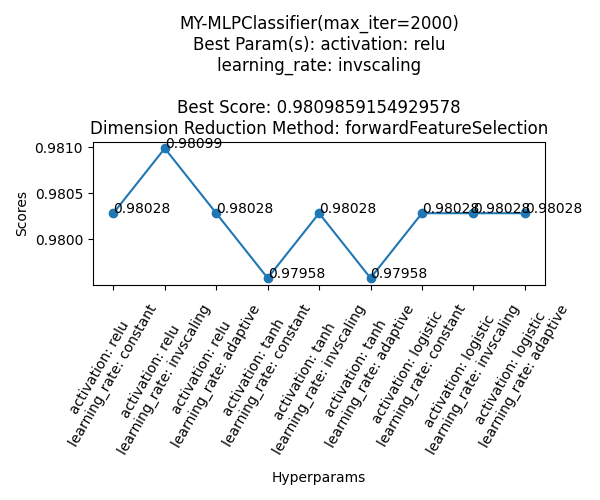 MY-MLPClassifier(max_iter=2000)
Best Param(s): activation: relu
learning_rate: invscaling
Best Score: 0.9809859154929578
Dimension Reduction Method: forwardFeatureSelection
Scores
0.9810
0.9805
0.9800
0.98028
0.98099
0.98028
0.97958
0.98028
0.97958
0.98028
0.98028
0.98028
activation: relu
learning_rate: constant
activation: relu
learning_rate: invscaling
activation: relu
learning_rate: adaptive
activation: tanh
learning_rate: constant
activation: tanh
learning_rate: invscaling
activation: tanh
learning_rate: adaptive
activation: logistic
learning_rate: constant
activation: logistic
learning_rate: invscaling
activation: logistic
learning_rate: adaptive
Hyperparams